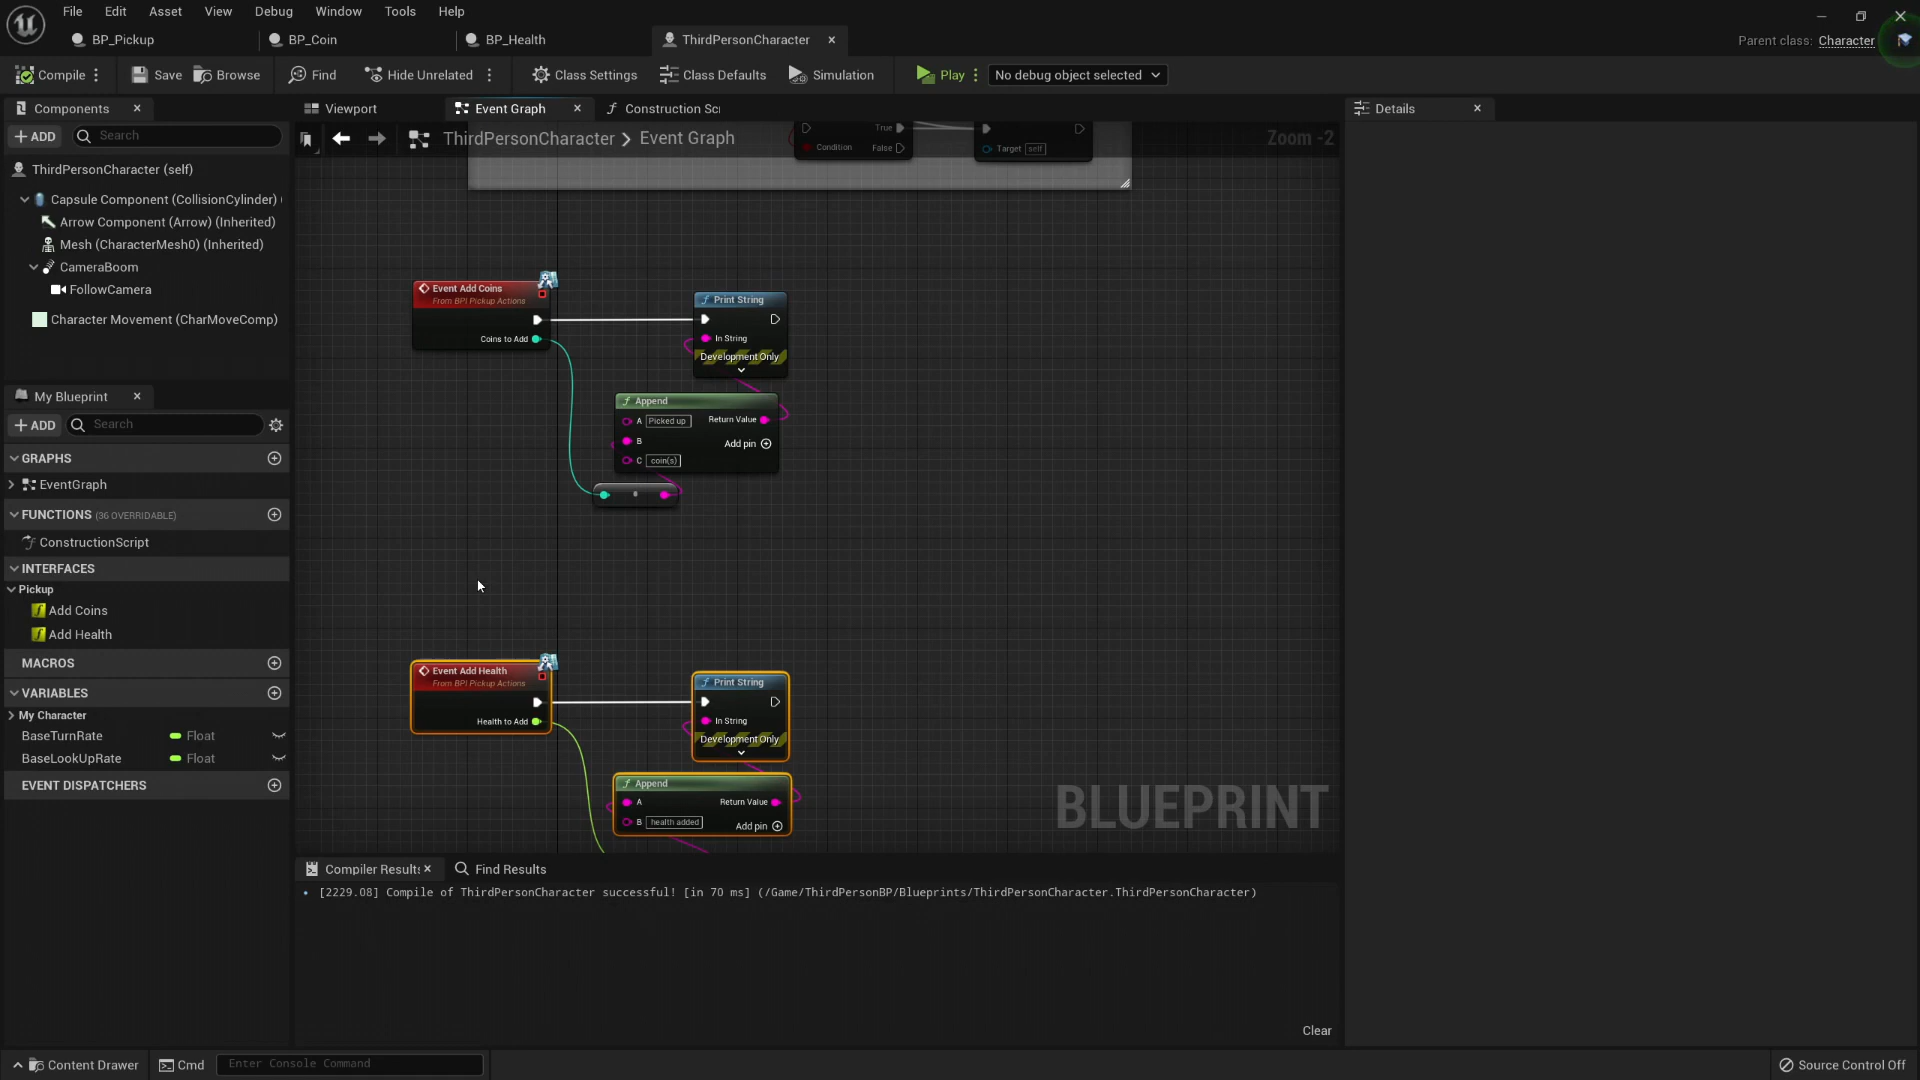 File Edit Asset View Debug Window Tools Help
BP_Pickup BP_Coin BP_Health ThirdPersonCharacter
Parent class: Character
Compile Save Browse Find Hide Unrelated Class Settings Class Defaults Simulation Play No debug object selected
Components
ADD Search
ThirdPersonCharacter (self)
Capsule Component (CollisionCylinder) (
Arrow Component (Arrow) (Inherited)
Mesh (CharacterMesh0) (Inherited)
CameraBoom
FollowCamera
Character Movement (CharMoveComp)
My Blueprint
ADD Search
GRAPHS
EventGraph
FUNCTIONS (36 OVERRIDABLE)
ConstructionScript
INTERFACES
Pickup
Add Coins
Add Health
MACROS
VARIABLES
My Character
BaseTurnRate Float
BaseLookUpRate Float
EVENT DISPATCHERS
Viewport Event Graph Construction Scr
ThirdPersonCharacter > Event Graph
Zoom -2
True
Condition False
Target self
Event Add Coins
From BPI Pickup Actions
Coins to Add
Print String
In String
Development Only
Append
A Picked up Return Value
B Add pin
C coin(s)
Event Add Health
From BPI Pickup Actions
Health to Add
Print String
In String
Development Only
Append
A Return Value
B health added Add pin
BLUEPRINT
Compiler Results Find Results
[2229.08] Compile of ThirdPersonCharacter successful! [in 70 ms] (/Game/ThirdPersonBP/Blueprints/ThirdPersonCharacter.ThirdPersonCharacter)
Clear
Details
Content Drawer Cmd Enter Console Command
Source Control Off